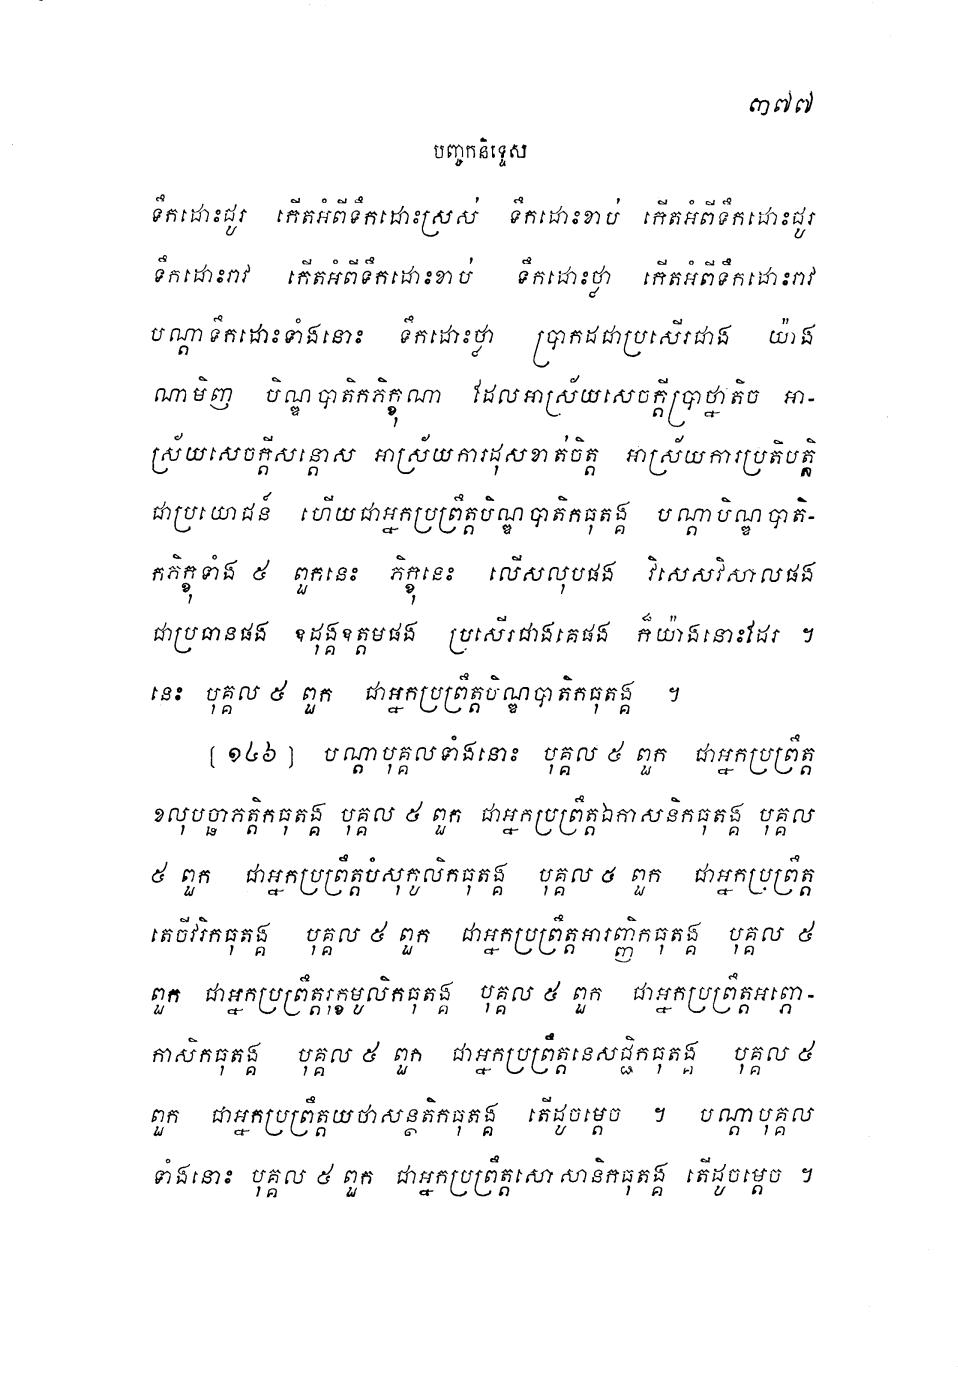 ៣៧៧
បញ្ចកនិទ្ទេស
ទឹកដោះជូរ កើតអំពីទឹកដោះស្រស់ ទឹកដោះខាប់ កើតអំពីទឹកដោះជូរ
ទឹកដោះរាវ កើតអំពីទឹកដោះខាប់ ទឹកដោះថ្លា កើតអំពីទឹកដោះរាវ
បណ្តាទឹកដោះទាំងនោះ ទឹកដោះថ្លា ប្រាកដជាប្រសើរជាង យ៉ាង
ណាមិញ បិណ្ឌបាតិកភិក្ខុណា ដែលអាស្រ័យសេចក្តីប្រាថ្នាតិច អា-
ស្រ័យសេចក្តីសន្តោស អាស្រ័យការដុសខាត់ចិត្ត អាស្រ័យការប្រតិបត្តិ
ជាប្រយោជន៍ ហើយជាអ្នកប្រព្រឹត្តបិណ្ឌបាតិកធុតង្គ បណ្តាបិណ្ឌបាតិ-
កភិក្ខុទាំង ៥ ពួកនេះ ភិក្ខុនេះ លើសលុបផង វិសេសវិសាលផង
ជាប្រធានផង ខុដុង្គខុត្តមផង ប្រសើរជាងគេផង ក៏យ៉ាងនោះដែរ ។
នេះ បុគ្គល ៥ ពួក ជាអ្នកប្រព្រឹត្តបិណ្ឌបាតិកធុតង្គ ។
[ ១៤៦ ] បណ្តាបុគ្គលទាំងនោះ បុគ្គល ៥ ពួក ជាអ្នកប្រព្រឹត្ត
ខលុបច្ឆាភត្តិកធុតង្គ បុគ្គល ៥ ពួក ជាអ្នកប្រព្រឹត្តឯកាសនិកធុតង្គ បុគ្គល
៥ ពួក ជាអ្នកប្រព្រឹត្តបំសុកូលិកធុតង្គ បុគ្គល ៥ ពួក ជាអ្នកប្រព្រឹត្ត
តេចីវរិកធុតង្គ បុគ្គល ៥ ពួក ជាអ្នកប្រព្រឹត្តអារញ្ញិកធុតង្គ បុគ្គល ៥
ពួក ជាអ្នកប្រព្រឹត្តរុក្ខមូលិកធុតង្គ បុគ្គល ៥ ពួក ជាអ្នកប្រព្រឹត្តអព្ភោ-
កាសិកធុតង្គ បុគ្គល ៥ ពួក ជាអ្នកប្រព្រឹត្តនេសជ្ជិកធុតង្គ បុគ្គល ៥
ពួក ជាអ្នកប្រព្រឹត្តយថាសន្ថតិកធុតង្គ តើដូចម្តេច ។ បណ្តាបុគ្គល
ទាំងនោះ បុគ្គល ៥ ពួក ជាអ្នកប្រព្រឹត្តសោសានិកធុតង្គ តើដូចម្តេច ។